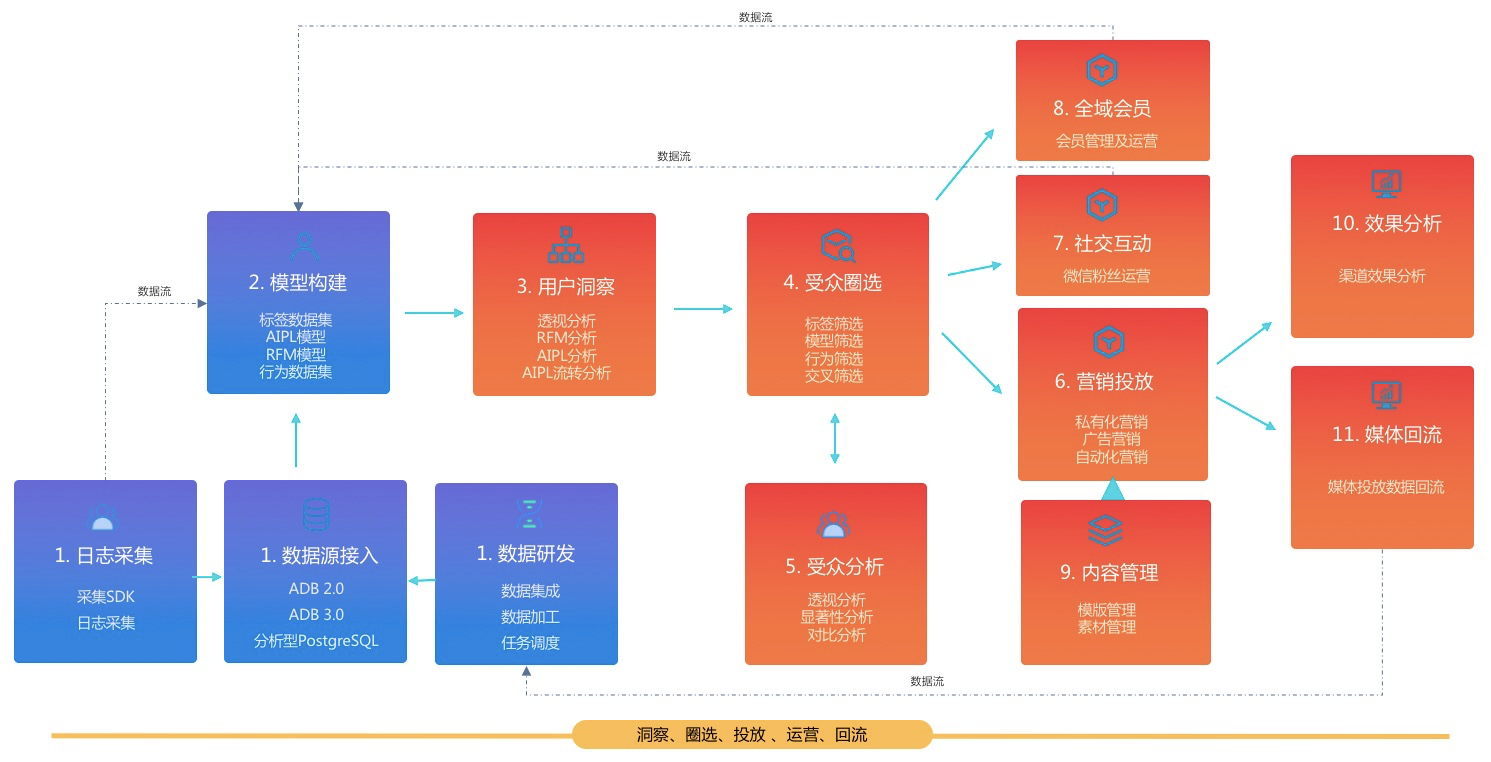 数据流
8. 全域会员
会员管理及运营
数据流
7. 社交互动
微信粉丝运营
10. 效果分析
渠道效果分析
数据流
2. 模型构建
标签数据集
AIPL模型
RFM模型
行为数据集
3. 用户洞察
透视分析
RFM分析
AIPL分析
AIPL流转分析
4. 受众圈选
标签筛选
模型筛选
行为筛选
交叉筛选
6. 营销投放
私有化营销
广告营销
自动化营销
11. 媒体回流
媒体投放数据回流
1. 日志采集
采集SDK
日志采集
1. 数据源接入
ADB 2.0
ADB 3.0
分析型PostgreSQL
1. 数据研发
数据集成
数据加工
任务调度
5. 受众分析
透视分析
显著性分析
对比分析
9. 内容管理
模版管理
素材管理
数据流
洞察、圈选、投放 、运营、回流